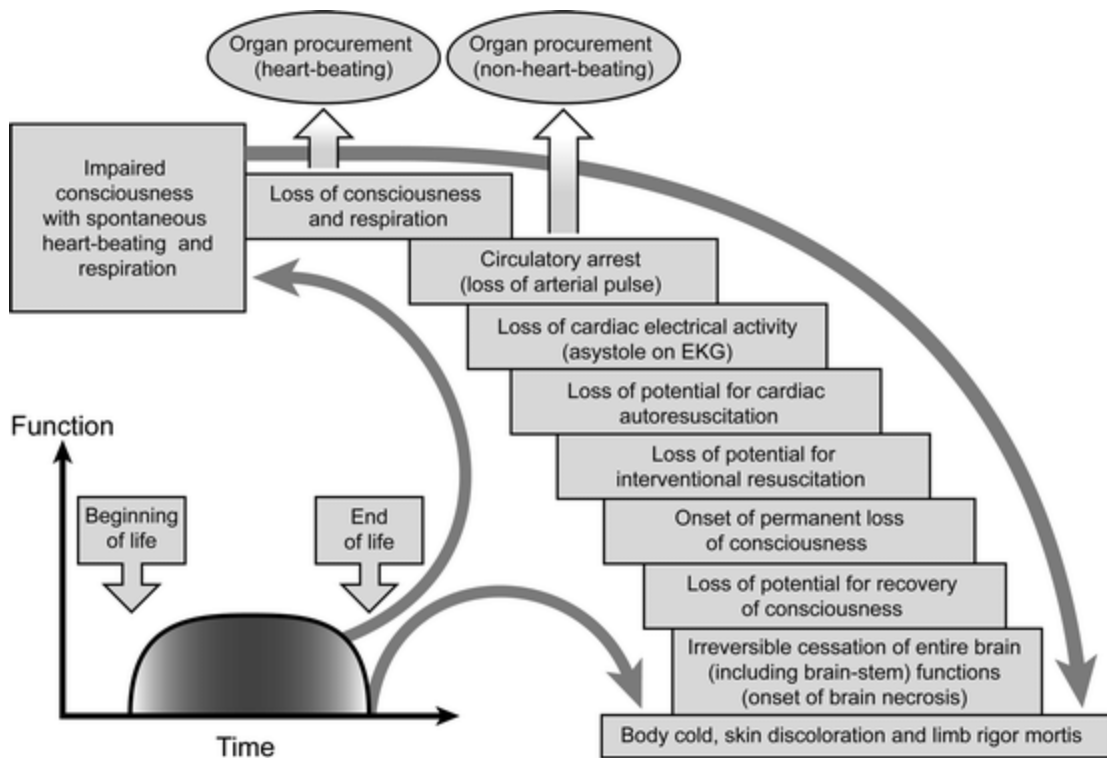 Organ procurement
(heart-beating)
Organ procurement
(non-heart-beating)
Impaired
consciousness
with spontaneous
heart-beating and
respiration
Loss of consciousness
and respiration
Circulatory arrest
(loss of arterial pulse)
Loss of cardiac electrical activity
(asystole on EKG)
Loss of potential for cardiac
autoresuscitation
Loss of potential for
interventional resuscitation
Onset of permanent loss
of consciousness
Loss of potential for recovery
of consciousness
Irreversible cessation of entire brain
(including brain-stem) functions
(onset of brain necrosis)
Body cold, skin discoloration and limb rigor mortis
Function
Beginning
of life
End
of life
Time